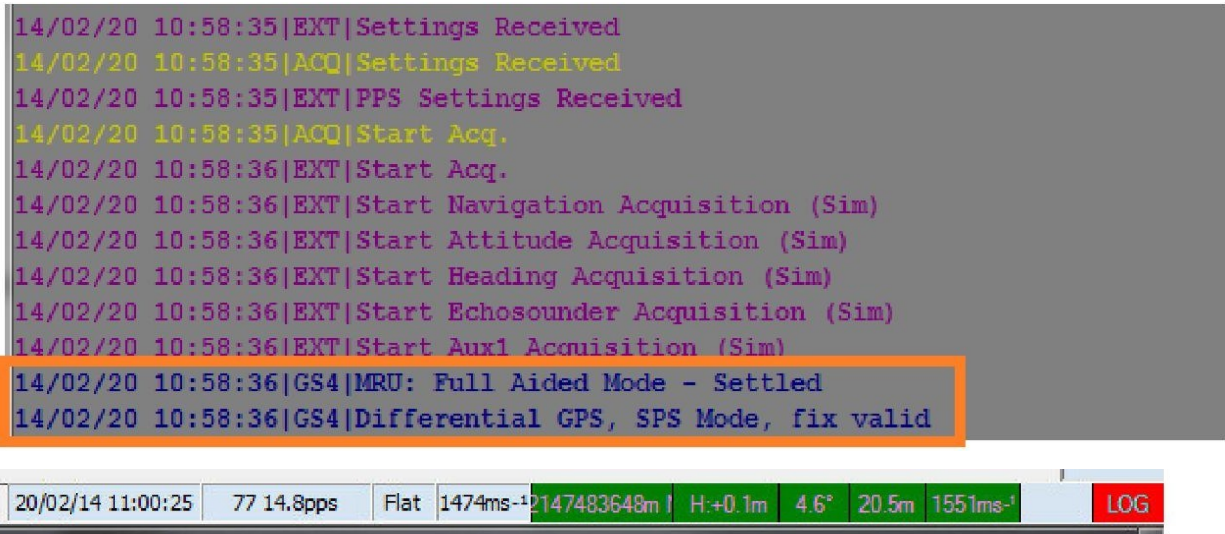 14/02/20 10:58:35|EXT|Settings Received
14/02/20 10:58:35|ACQ|Settings Received
14/02/20 10:58:35|EXT|PPS Settings Received
14/02/20 10:58:35|ACQ|Start Acq.
14/02/20 10:58:36|EXT|Start Acq.
14/02/20 10:58:36|EXT|Start Navigation Acquisition (Sim)
14/02/20 10:58:36|EXT|Start Attitude Acquisition (Sim)
14/02/20 10:58:36|EXT|Start Heading Acquisition (Sim)
14/02/20 10:58:36|EXT|Start Echosounder Acquisition (Sim)
14/02/20 10:58:36|EXT|Start Aux1 Acquisition (Sim)
14/02/20 10:58:36|GS4|MRU: Full Aided Mode - Settled
14/02/20 10:58:36|GS4|Differential GPS, SPS Mode, fix valid
20/02/14 11:00:25 77 14.8pps Flat 1474ms-¹ 2147483648m H:+0.1m 4.6° 20.5m 1551ms-¹ LOG